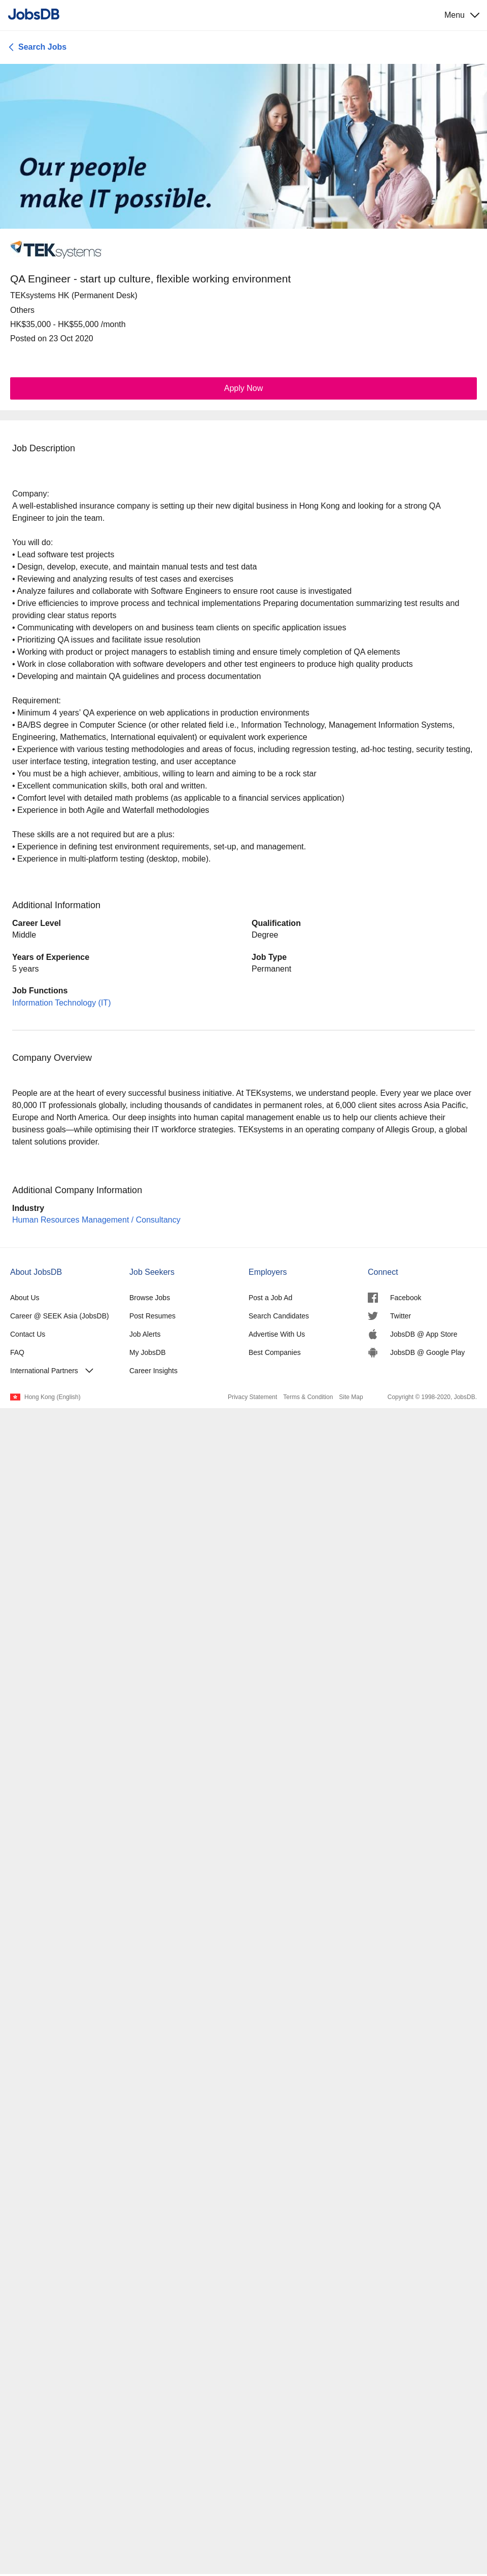 JobsDB
Menu
Search Jobs
Our people
make IT possible.
TEKsystems
QA Engineer - start up culture, flexible working environment
TEKsystems HK (Permanent Desk)
Others
HK$35,000 - HK$55,000 /month
Posted on 23 Oct 2020
Apply Now
Job Description
Company:
A well-established insurance company is setting up their new digital business in Hong Kong and looking for a strong QA
Engineer to join the team.
You will do:
• Lead software test projects
• Design, develop, execute, and maintain manual tests and test data
• Reviewing and analyzing results of test cases and exercises
• Analyze failures and collaborate with Software Engineers to ensure root cause is investigated
• Drive efficiencies to improve process and technical implementations Preparing documentation summarizing test results and
providing clear status reports
• Communicating with developers on and business team clients on specific application issues
• Prioritizing QA issues and facilitate issue resolution
• Working with product or project managers to establish timing and ensure timely completion of QA elements
• Work in close collaboration with software developers and other test engineers to produce high quality products
• Developing and maintain QA guidelines and process documentation
Requirement:
• Minimum 4 years' QA experience on web applications in production environments
• BA/BS degree in Computer Science (or other related field i.e., Information Technology, Management Information Systems,
Engineering, Mathematics, International equivalent) or equivalent work experience
• Experience with various testing methodologies and areas of focus, including regression testing, ad-hoc testing, security testing,
user interface testing, integration testing, and user acceptance
• You must be a high achiever, ambitious, willing to learn and aiming to be a rock star
• Excellent communication skills, both oral and written.
• Comfort level with detailed math problems (as applicable to a financial services application)
• Experience in both Agile and Waterfall methodologies
These skills are a not required but are a plus:
• Experience in defining test environment requirements, set-up, and management.
• Experience in multi-platform testing (desktop, mobile).
Additional Information
Career Level
Middle
Qualification
Degree
Years of Experience
5 years
Job Type
Permanent
Job Functions
Information Technology (IT)
Company Overview
People are at the heart of every successful business initiative. At TEKsystems, we understand people. Every year we place over
80,000 IT professionals globally, including thousands of candidates in permanent roles, at 6,000 client sites across Asia Pacific,
Europe and North America. Our deep insights into human capital management enable us to help our clients achieve their
business goals—while optimising their IT workforce strategies. TEKsystems in an operating company of Allegis Group, a global
talent solutions provider.
Additional Company Information
Industry
Human Resources Management / Consultancy
About JobsDB
About Us
Career @ SEEK Asia (JobsDB)
Contact Us
FAQ
International Partners
Job Seekers
Browse Jobs
Post Resumes
Job Alerts
My JobsDB
Career Insights
Employers
Post a Job Ad
Search Candidates
Advertise With Us
Best Companies
Connect
Facebook
Twitter
JobsDB @ App Store
JobsDB @ Google Play
Hong Kong (English)
Privacy Statement Terms & Condition Site Map
Copyright © 1998-2020, JobsDB.